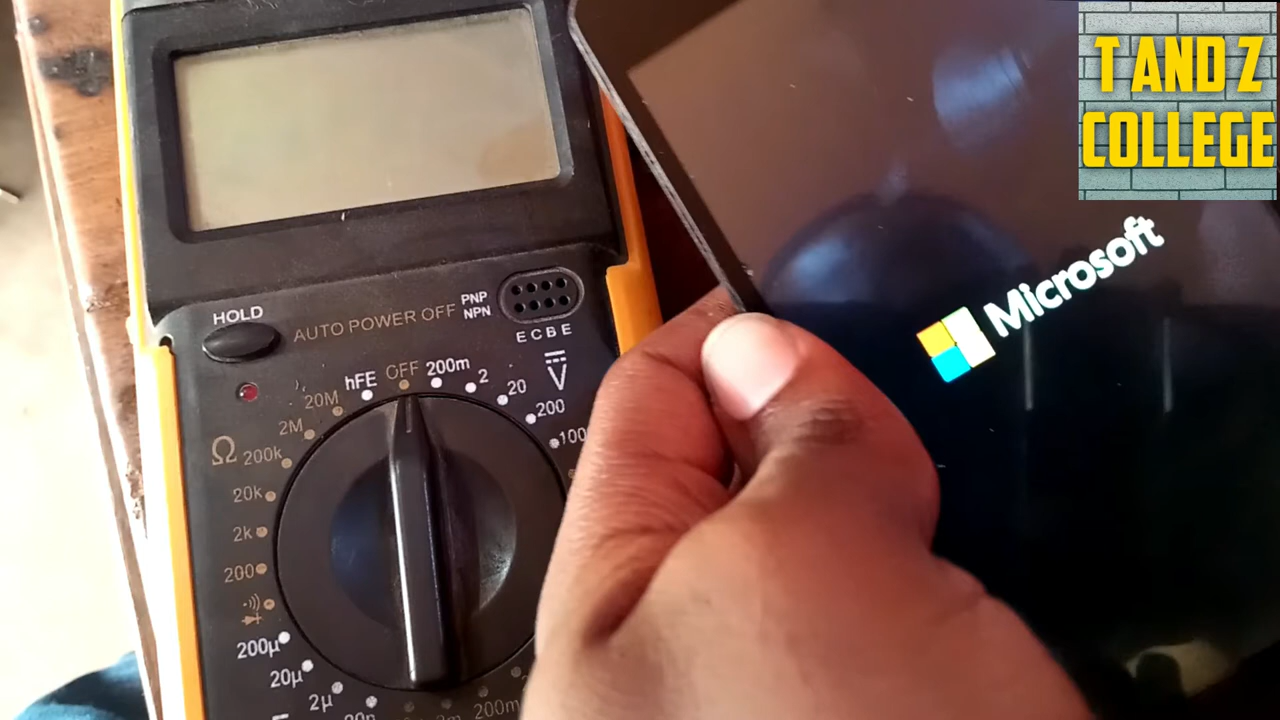 T AND Z
COLLEGE
Microsoft
HOLD
AUTO POWER OFF
PNP
NPN
E C B E
hFE
OFF
200m
2
20
200
V
20M
2M
Ω
200k
20k
2k
200
200µ
20µ
2µ
200m